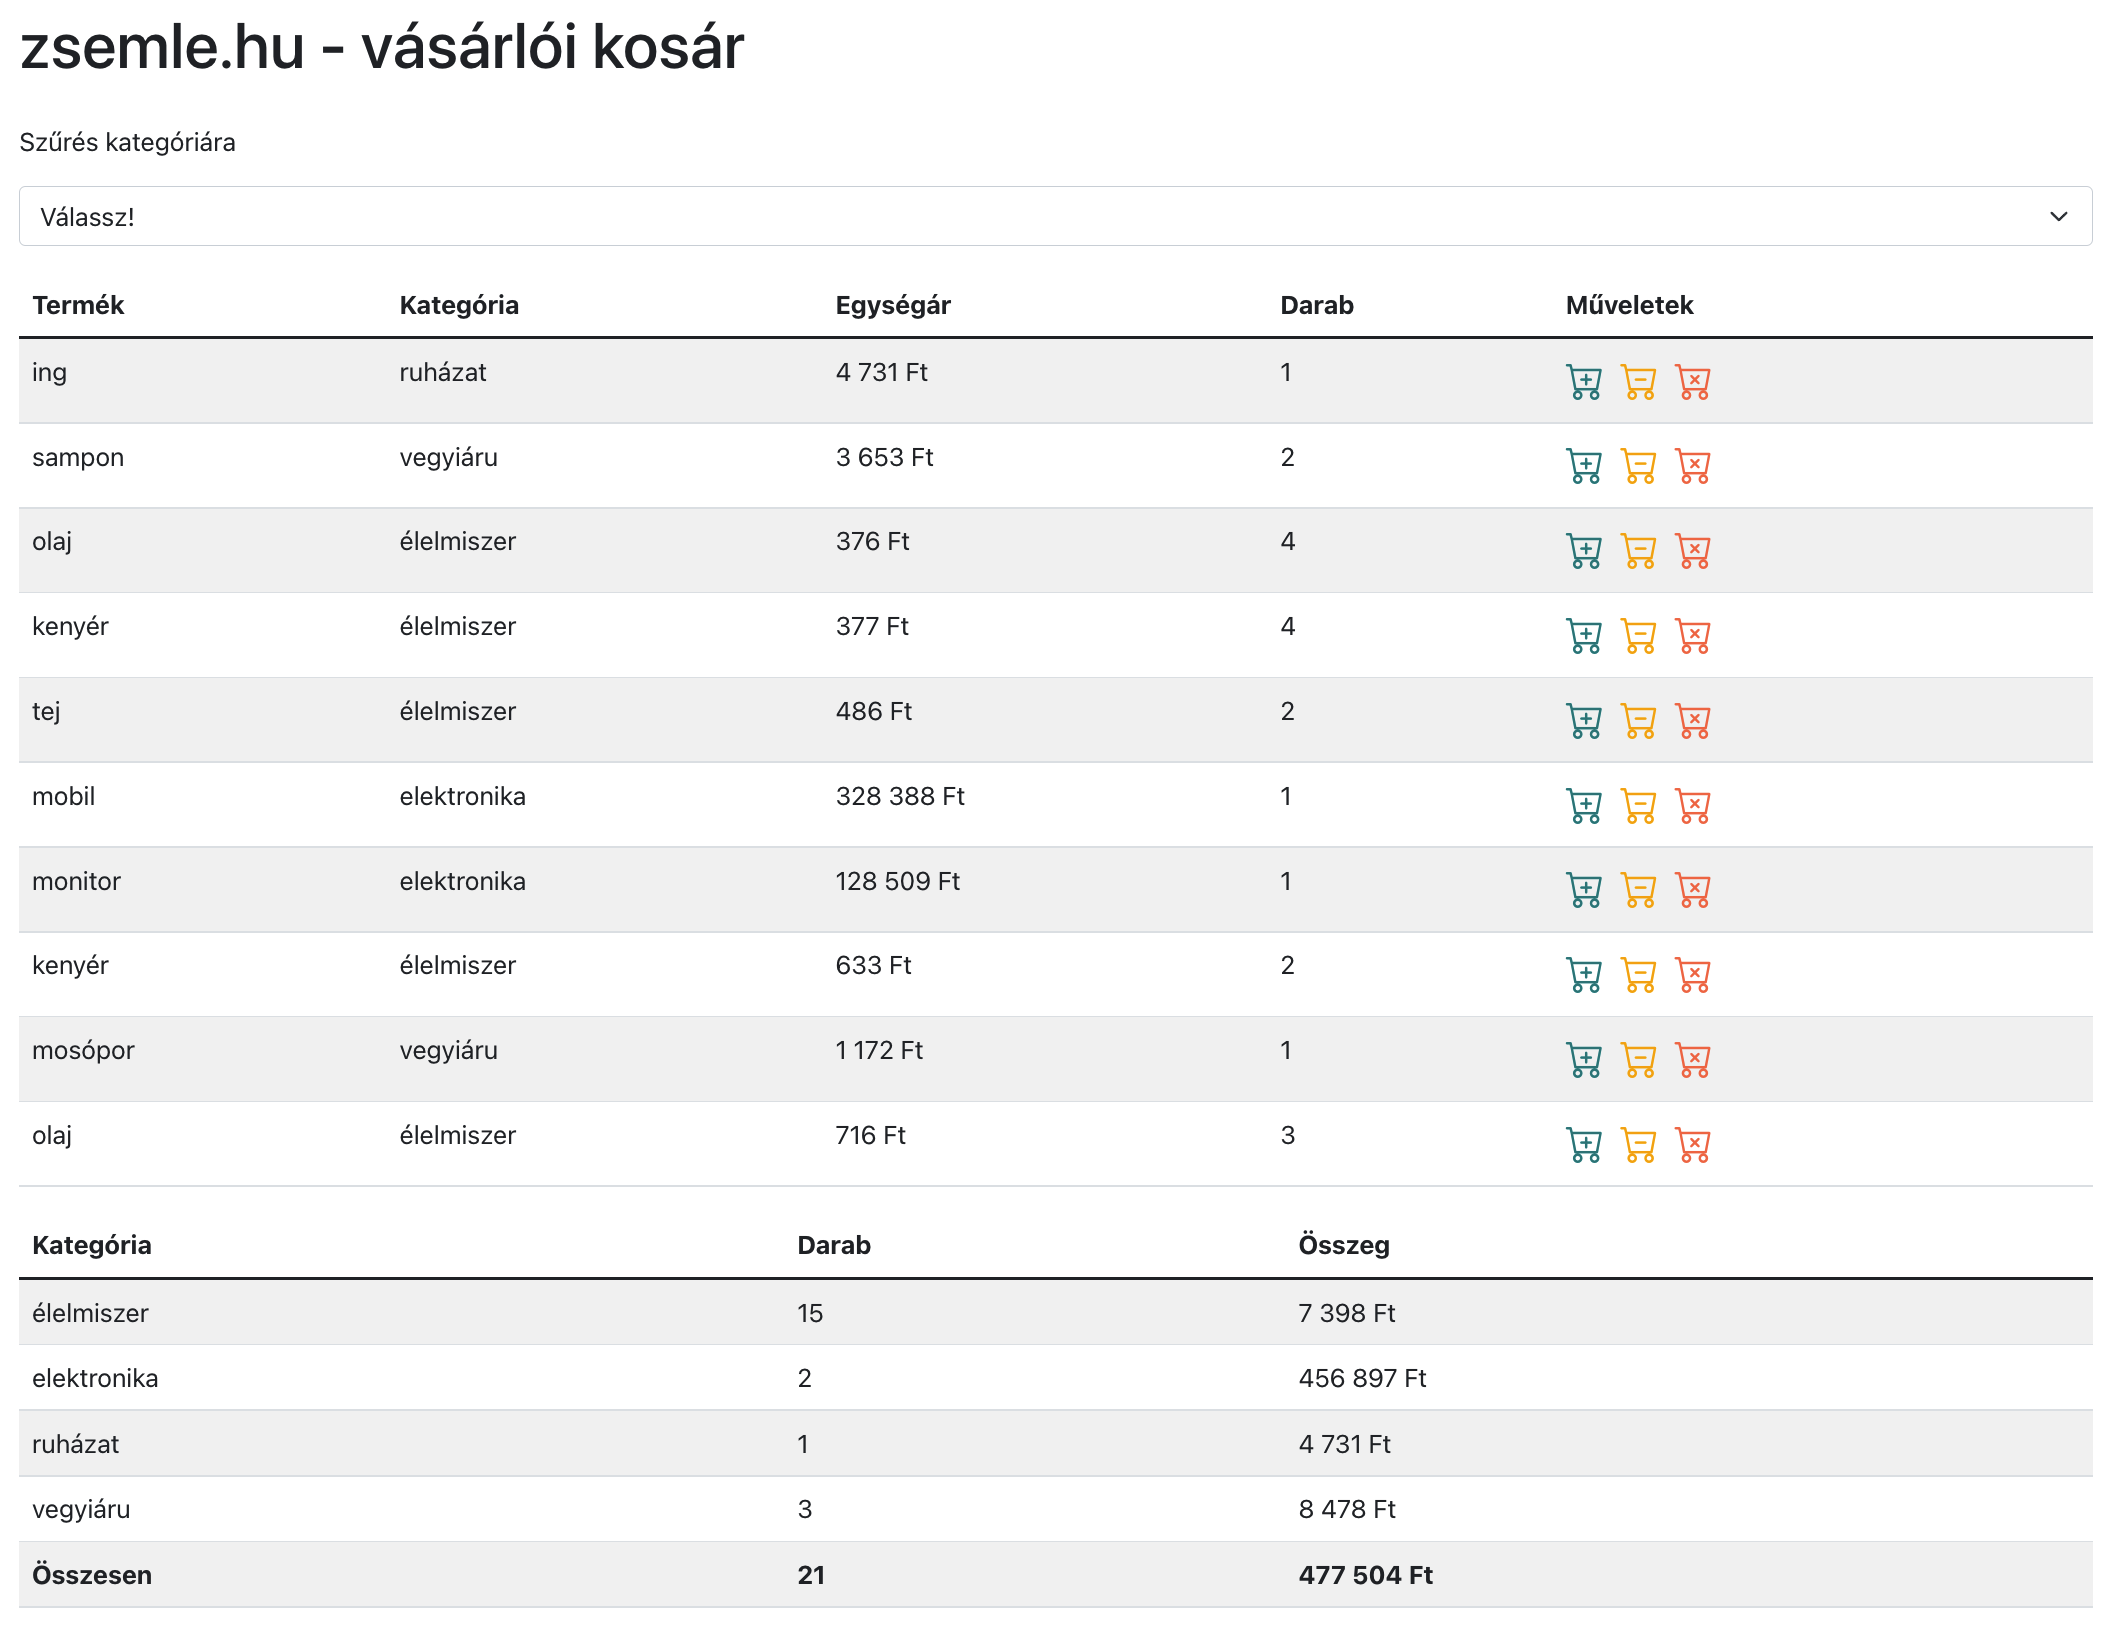 zsemle.hu - vásárlói kosár
Szűrés kategóriára
Válassz!
Termék Kategória Egységár Darab Műveletek
ing ruházat 4 731 Ft 1
sampon vegyiáru 3 653 Ft 2
olaj élelmiszer 376 Ft 4
kenyér élelmiszer 377 Ft 4
tej élelmiszer 486 Ft 2
mobil elektronika 328 388 Ft 1
monitor elektronika 128 509 Ft 1
kenyér élelmiszer 633 Ft 2
mosópor vegyiáru 1 172 Ft 1
olaj élelmiszer 716 Ft 3
Kategória Darab Összeg
élelmiszer 15 7 398 Ft
elektronika 2 456 897 Ft
ruházat 1 4 731 Ft
vegyiáru 3 8 478 Ft
Összesen 21 477 504 Ft